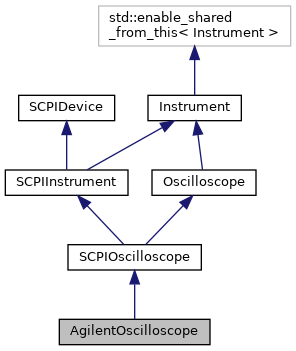 std::enable_shared
_from_this< Instrument >
SCPIDevice
Instrument
SCPIInstrument
Oscilloscope
SCPIOscilloscope
AgilentOscilloscope